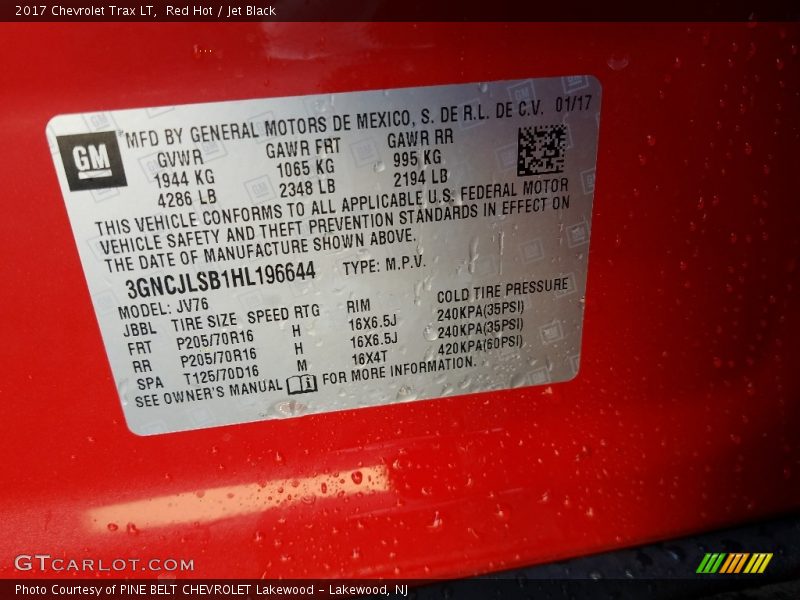 2017 Chevrolet Trax LT, Red Hot / Jet Black
MFD BY GENERAL MOTORS DE MEXICO, S. DE R.L. DE C.V. 01/17
GM
GVWR GAWR FRT GAWR RR
1944 KG 1065 KG 995 KG
4286 LB 2348 LB 2194 LB
THIS VEHICLE CONFORMS TO ALL APPLICABLE U.S. FEDERAL MOTOR
VEHICLE SAFETY AND THEFT PREVENTION STANDARDS IN EFFECT ON
THE DATE OF MANUFACTURE SHOWN ABOVE.
3GNCJLSB1HL196644 TYPE: M.P.V.
MODEL: JV76
JBBL TIRE SIZE SPEED RTG RIM COLD TIRE PRESSURE
FRT P205/70R16 H 16X6.5J 240KPA(35PSI)
RR P205/70R16 H 16X6.5J 240KPA(35PSI)
SPA T125/70D16 M 16X4T 420KPA(60PSI)
SEE OWNER'S MANUAL FOR MORE INFORMATION.
GTCARLOT.COM
Photo Courtesy of PINE BELT CHEVROLET Lakewood - Lakewood, NJ